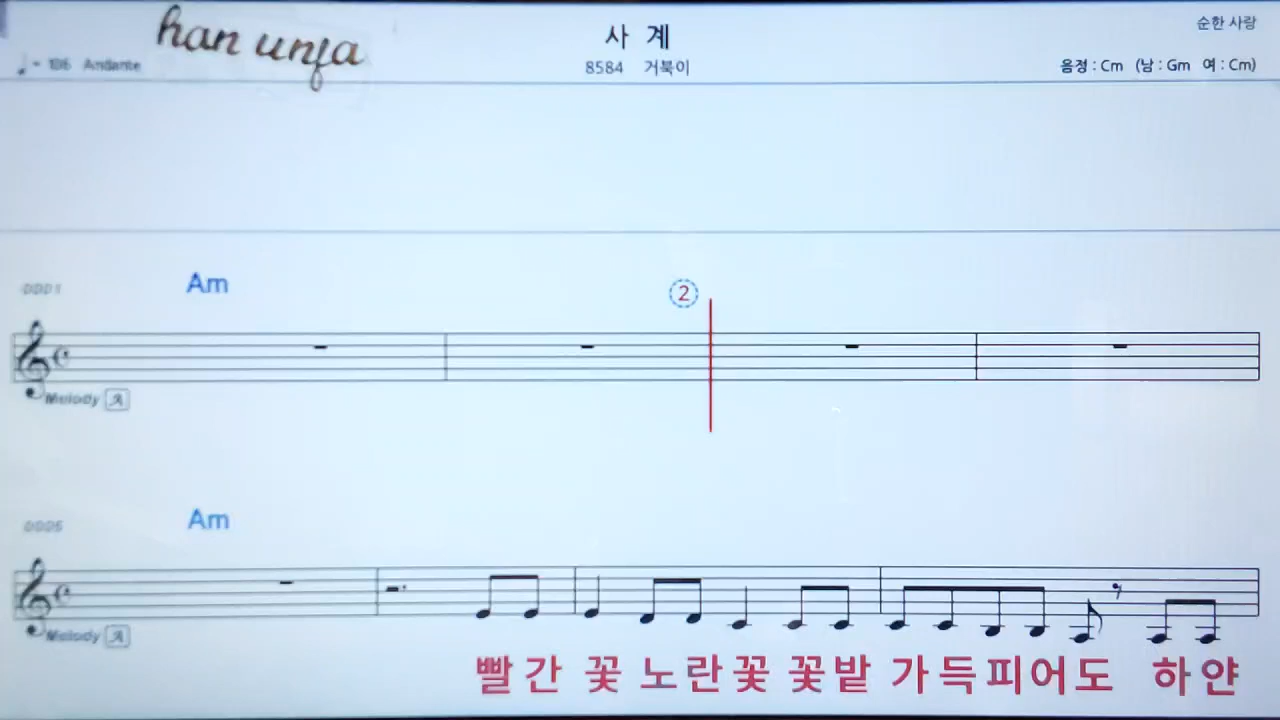 han unfa
사 계
순한 사랑
♩= 106 Andante
8584 거북이
음정 : Cm (남 : Gm 여 : Cm)
0001
Am
2
Melody A
0005
Am
Melody A
빨간 꽃 노란꽃 꽃밭 가득피어도 하얀